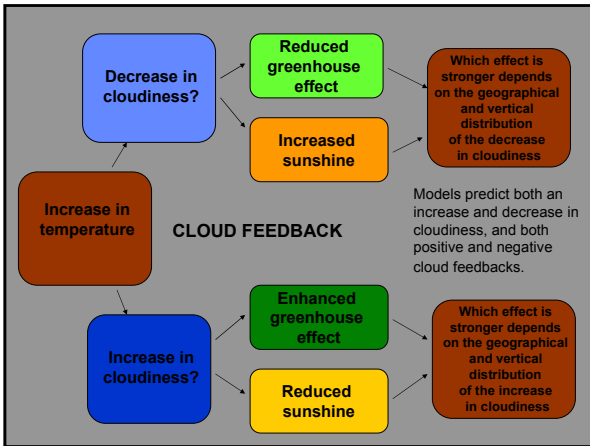 Decrease in
cloudiness?
Reduced
greenhouse
effect
Increased
sunshine
Which effect is
stronger depends
on the geographical
and vertical
distribution
of the decrease
in cloudiness
Increase in
temperature
CLOUD FEEDBACK
Models predict both an
increase and decrease in
cloudiness, and both
positive and negative
cloud feedbacks.
Increase in
cloudiness?
Enhanced
greenhouse
effect
Reduced
sunshine
Which effect is
stronger depends
on the geographical
and vertical
distribution
of the increase
in cloudiness